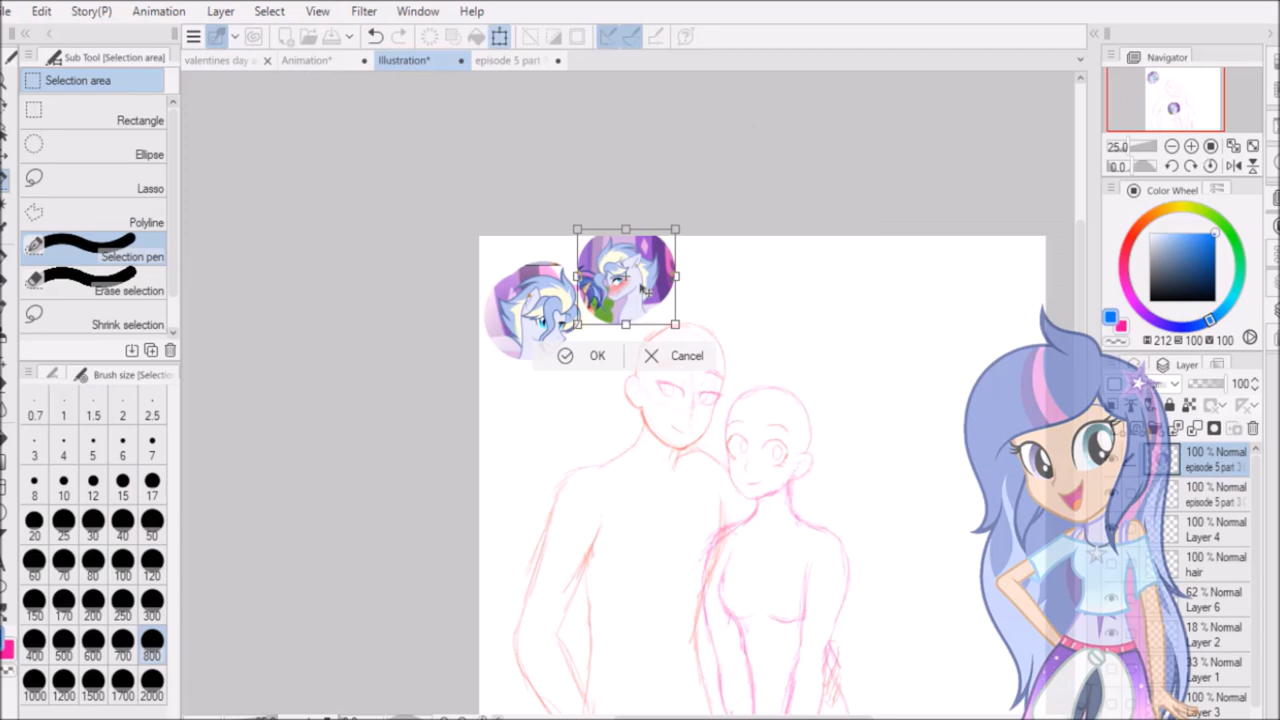 Edit Story(P) Animation Layer Select View Filter Window Help
Sub Tool [Selection area]
valentines day a
Animation*
Illustration*
episode 5 part
Navigator
Selection area
Rectangle
Ellipse
Lasso
Polyline
Selection pen
Erase selection
Shrink selection
25.0
0.0
Color Wheel
H 212 S 100 V 100
OK Cancel
Layer
100
Brush size [Selectio
0.7 1 1.5 2 2.5
3 4 5 6 7
8 10 12 15 17
20 25 30 40 50
60 70 80 100 120
150 170 200 250 300
400 500 600 700 800
1000 1200 1500 1700 2000
100 % Normal
episode 5 part 3
100 % Normal
episode 5 part 3
100 % Normal
Layer 4
100 % Normal
hair
62 % Normal
Layer 6
18 % Normal
Layer 2
33 % Normal
Layer 1
100 % Normal
Layer 3